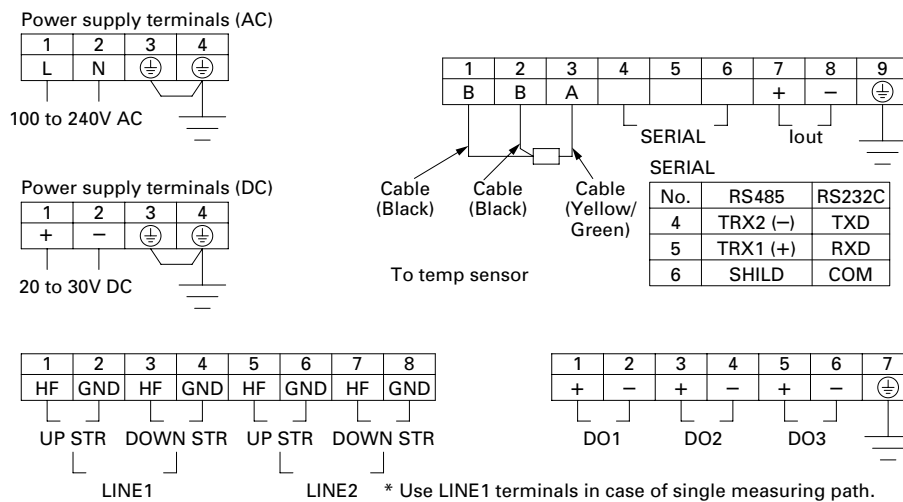 Power supply terminals (AC)
1 2 3 4
L N
100 to 240V AC
Power supply terminals (DC)
1 2 3 4
+ −
20 to 30V DC
1 2 3 4 5 6 7 8 9
B B A + −
SERIAL Iout
Cable (Black)
Cable (Black)
Cable (Yellow/Green)
To temp sensor
SERIAL
No. RS485 RS232C
4 TRX2 (−) TXD
5 TRX1 (+) RXD
6 SHILD COM
1 2 3 4 5 6 7 8
HF GND HF GND HF GND HF GND
UP STR DOWN STR UP STR DOWN STR
LINE1 LINE2
1 2 3 4 5 6 7
+ − + − + −
DO1 DO2 DO3
* Use LINE1 terminals in case of single measuring path.